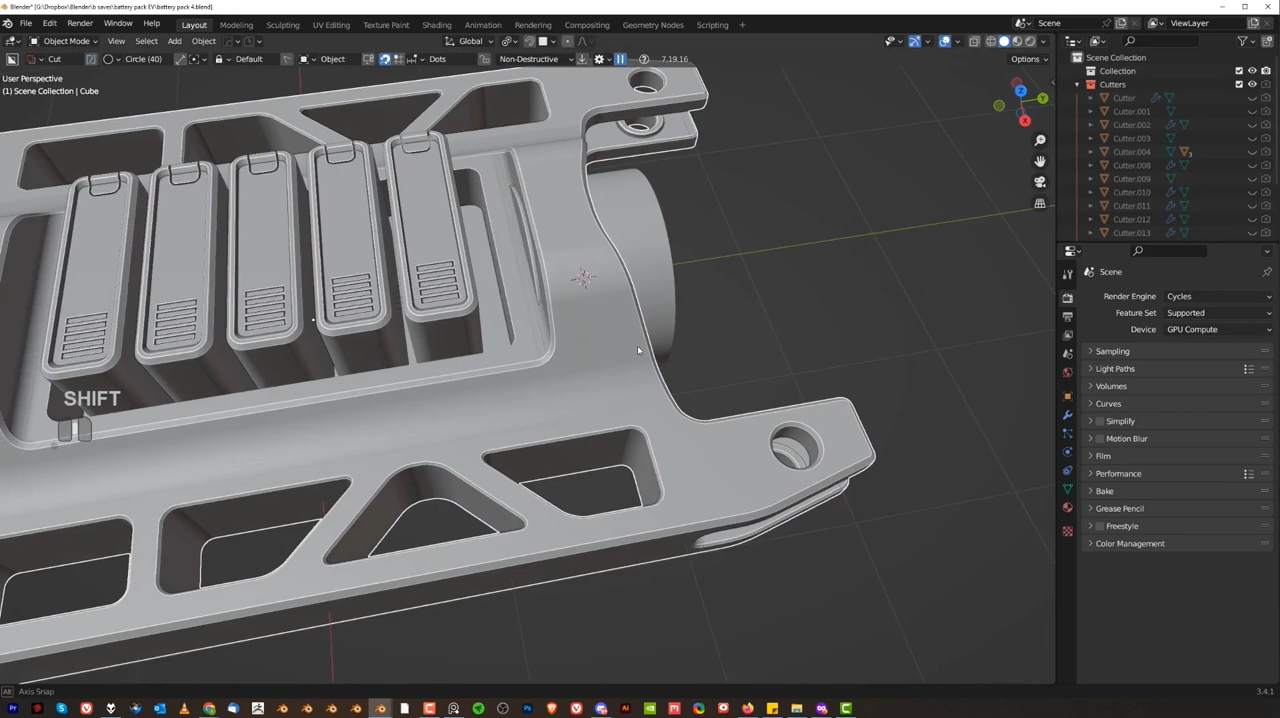 Blender* [G:\Dropbox\Blender\b saves\battery pack EV\battery pack 4.blend]
File Edit Render Window Help Layout Modeling Sculpting UV Editing Texture Paint Shading Animation Rendering Compositing Geometry Nodes Scripting + Scene ViewLayer
Object Mode View Select Add Object Global
Cut Circle (40) Default Object Dots Non-Destructive 7.19.16 Options
User Perspective
(1) Scene Collection | Cube
Z
Y
X
SHIFT
Scene Collection
Collection
Cutters
Cutter
Cutter.001
Cutter.002
Cutter.003
Cutter.004 3
Cutter.008
Cutter.009
Cutter.010
Cutter.011
Cutter.012
Cutter.013
Scene
Render Engine Cycles
Feature Set Supported
Device GPU Compute
Sampling
Light Paths
Volumes
Curves
Simplify
Motion Blur
Film
Performance
Bake
Grease Pencil
Freestyle
Color Management
Alt Axis Snap
3.4.1